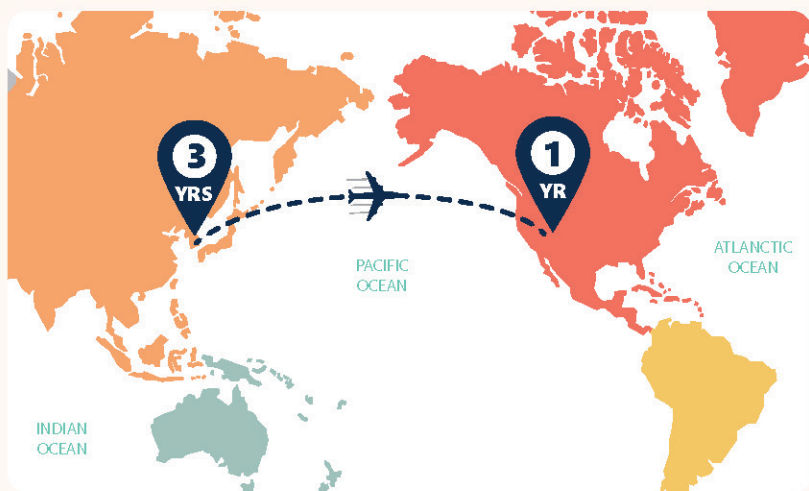 3
YRS
1
YR
PACIFIC
OCEAN
ATLANCTIC
OCEAN
INDIAN
OCEAN